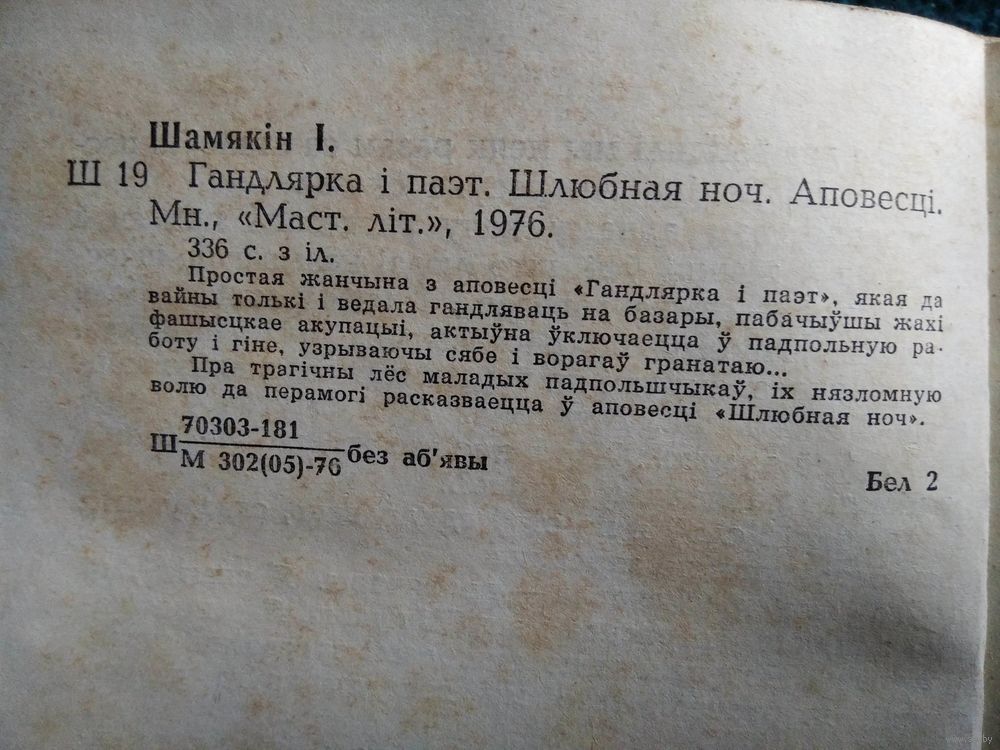 Шамякін І.
Ш 19 Гандлярка і паэт. Шлюбная ноч. Аповесці.
Мн., «Маст. літ.», 1976.
336 с. з іл.
Простая жанчына з аповесці «Гандлярка і паэт», якая да
вайны толькі і ведала гандляваць на базары, пабачыўшы жахі
фашысцкае акупацыі, актыўна ўключаецца ў падпольную ра-
боту і гіне, узрываючы сябе і ворагаў гранатаю...
Пра трагічны лёс маладых падпольшчыкаў, іх нязломную
волю да перамогі расказваецца ў аповесці «Шлюбная ноч».
70303-181
Ш без аб'явы
М 302(05)-76
Бел 2